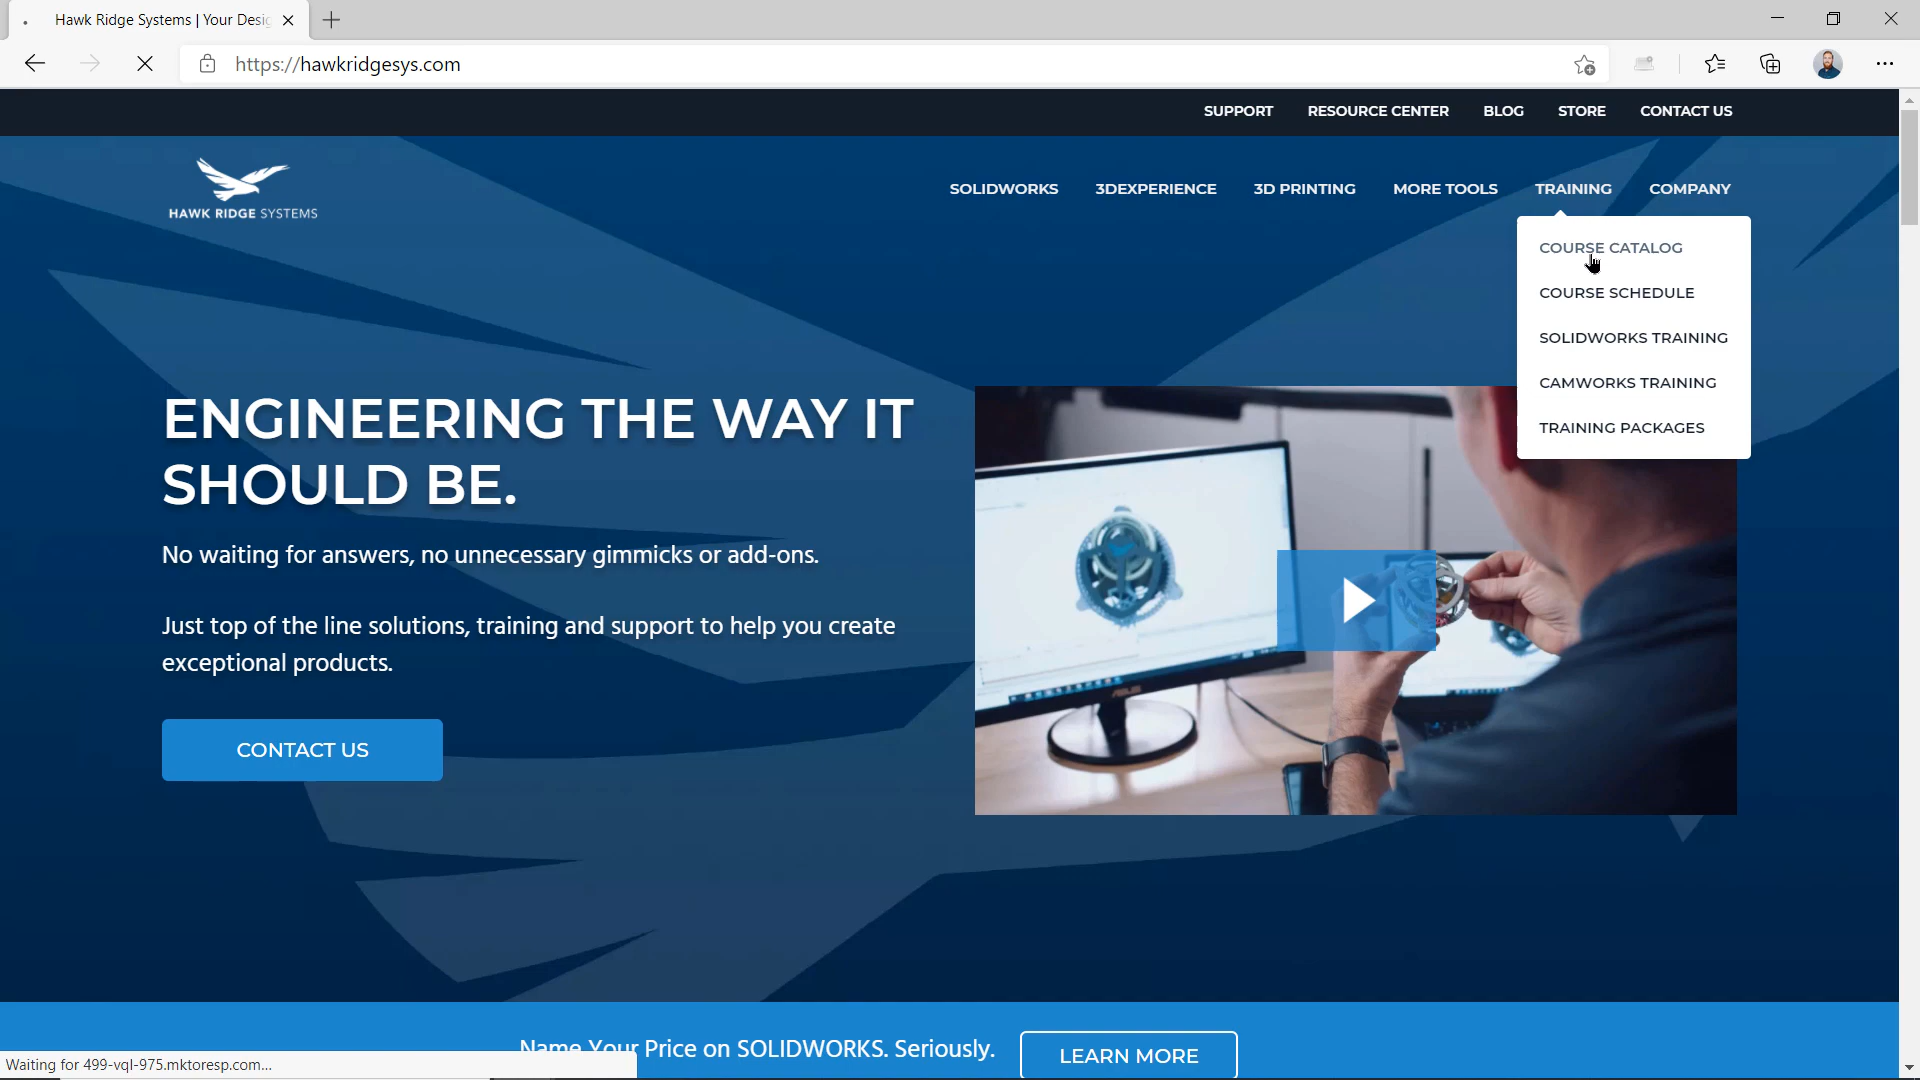 Hawk Ridge Systems | Your Desig
https://hawkridgesys.com
SUPPORT RESOURCE CENTER BLOG STORE CONTACT US
HAWK RIDGE SYSTEMS
SOLIDWORKS 3DEXPERIENCE 3D PRINTING MORE TOOLS TRAINING COMPANY
COURSE CATALOG
COURSE SCHEDULE
SOLIDWORKS TRAINING
CAMWORKS TRAINING
TRAINING PACKAGES
ENGINEERING THE WAY IT
SHOULD BE.
No waiting for answers, no unnecessary gimmicks or add-ons.
Just top of the line solutions, training and support to help you create
exceptional products.
CONTACT US
ASUS
Name Your Price on SOLIDWORKS. Seriously.
LEARN MORE
Waiting for 499-vql-975.mktoresp.com...